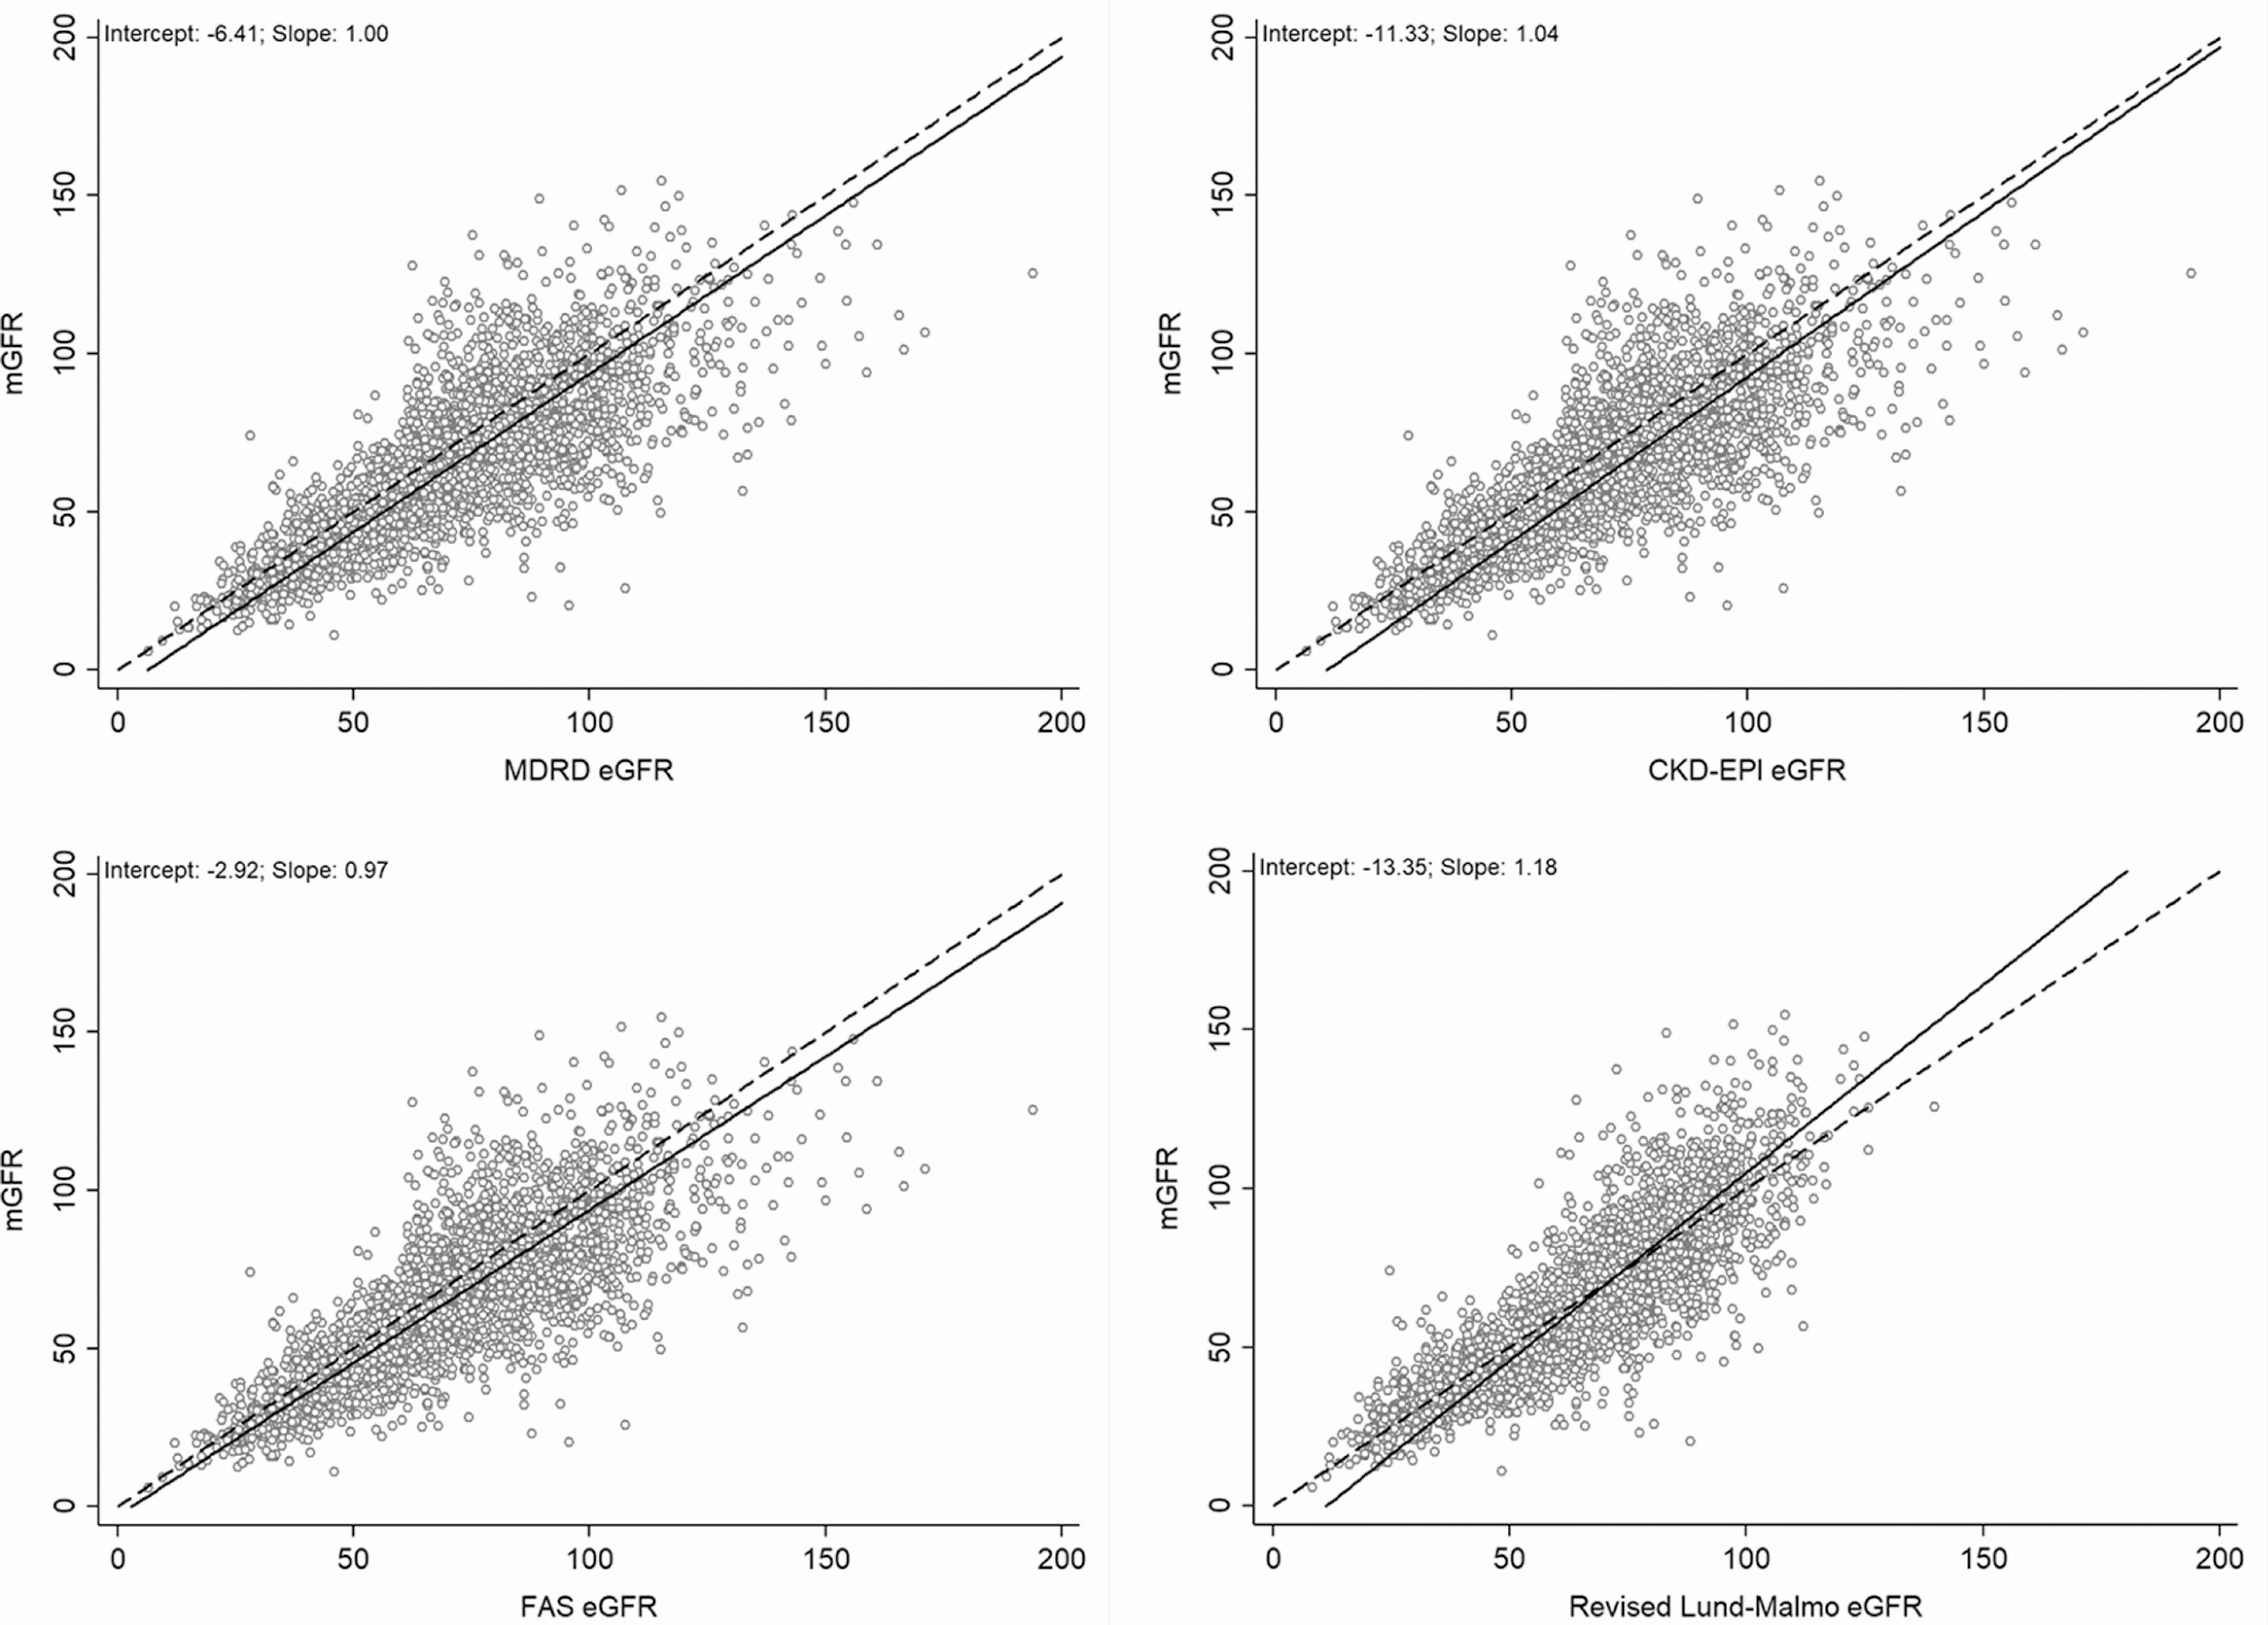 Intercept: -6.41; Slope: 1.00
200
150
100
50
0
mGFR
0 50 100 150 200
MDRD eGFR
Intercept: -11.33; Slope: 1.04
200
150
100
50
0
mGFR
0 50 100 150 200
CKD-EPI eGFR
Intercept: -2.92; Slope: 0.97
200
150
100
50
0
mGFR
0 50 100 150 200
FAS eGFR
Intercept: -13.35; Slope: 1.18
200
150
100
50
0
mGFR
0 50 100 150 200
Revised Lund-Malmo eGFR